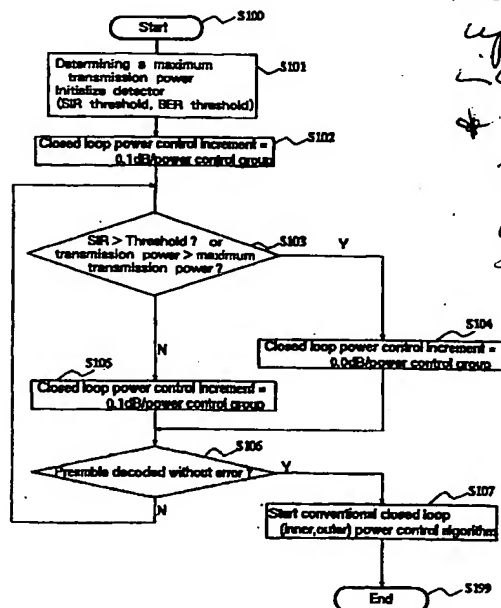 Start
S100
Determining a maximum
transmission power
Initialize detector
(SIR threshold, BER threshold)
S101
S102
Closed loop power control increment =
0.1dB/power control group
SIR > Threshold ? or
transmission power > maximum
transmission power ?
S103
Y
N
S104
Closed loop power control increment =
0.0dB/power control group
S105
Closed loop power control increment =
0.1dB/power control group
S106
Preamble decoded without error ?
Y
N
S107
Start conventional closed loop
(inner,outer) power control algorithm
S199
End